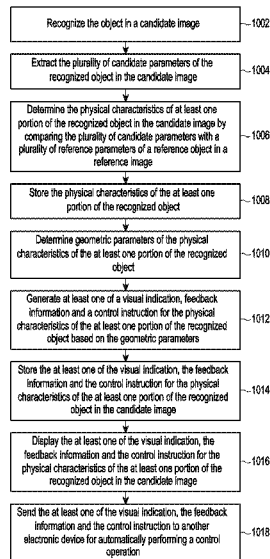 Recognize the object in a candidate image
1002
Extract the plurality of candidate parameters of the
recognized object in the candidate image
1004
Determine the physical characteristics of at least one
portion of the recognized object in the candidate image by
comparing the plurality of candidate parameters with a
plurality of reference parameters of a reference object in a
reference image
1006
Store the physical characteristics of the at least one
portion of the recognized object
1008
Determine geometric parameters of the physical
characteristics of the at least one portion of the recognized
object
1010
Generate at least one of a visual indication, feedback
information and a control instruction for the physical
characteristics of the at least one portion of the recognized
object based on the geometric parameters
1012
Store the at least one of the visual indication, the feedback
information and the control instruction for the physical
characteristics of the at least one portion of the recognized
object in the candidate image
1014
Display the at least one of the visual indication, the
feedback information and the control instruction for the
physical characteristics of the at least one portion of the
recognized object in the candidate image
1016
Send the at least one of the visual indication, the feedback
information and the control instruction to another
electronic device for automatically performing a control
operation
1018